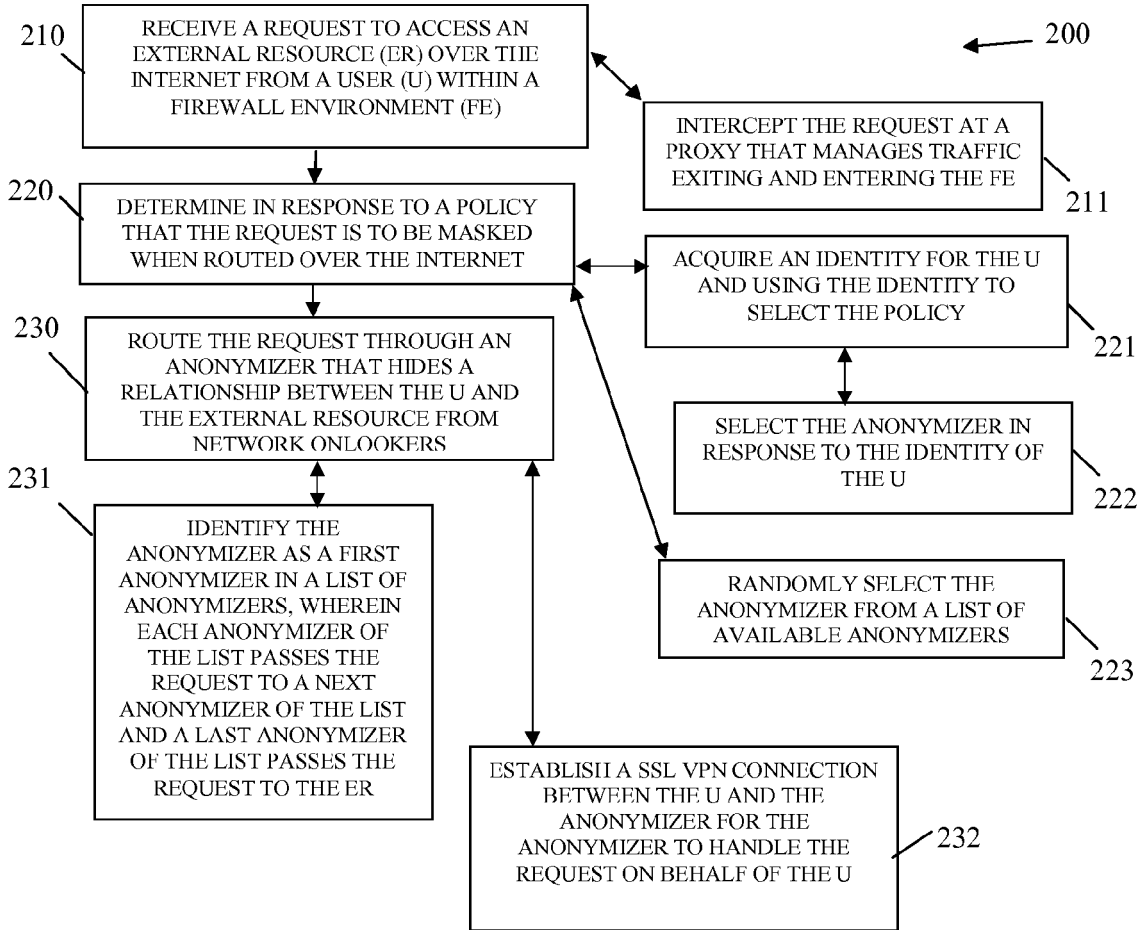 210
RECEIVE A REQUEST TO ACCESS AN
EXTERNAL RESOURCE (ER) OVER THE
INTERNET FROM A USER (U) WITHIN A
FIREWALL ENVIRONMENT (FE)
200
INTERCEPT THE REQUEST AT A
PROXY THAT MANAGES TRAFFIC
EXITING AND ENTERING THE FE
211
220
DETERMINE IN RESPONSE TO A POLICY
THAT THE REQUEST IS TO BE MASKED
WHEN ROUTED OVER THE INTERNET
ACQUIRE AN IDENTITY FOR THE U
AND USING THE IDENTITY TO
SELECT THE POLICY
221
230
ROUTE THE REQUEST THROUGH AN
ANONYMIZER THAT HIDES A
RELATIONSHIP BETWEEN THE U AND
THE EXTERNAL RESOURCE FROM
NETWORK ONLOOKERS
SELECT THE ANONYMIZER IN
RESPONSE TO THE IDENTITY OF
THE U
222
231
IDENTIFY THE
ANONYMIZER AS A FIRST
ANONYMIZER IN A LIST OF
ANONYMIZERS, WHEREIN
EACH ANONYMIZER OF
THE LIST PASSES THE
REQUEST TO A NEXT
ANONYMIZER OF THE LIST
AND A LAST ANONYMIZER
OF THE LIST PASSES THE
REQUEST TO THE ER
RANDOMLY SELECT THE
ANONYMIZER FROM A LIST OF
AVAILABLE ANONYMIZERS
223
ESTABLISH A SSL VPN CONNECTION
BETWEEN THE U AND THE
ANONYMIZER FOR THE
ANONYMIZER TO HANDLE THE
REQUEST ON BEHALF OF THE U
232